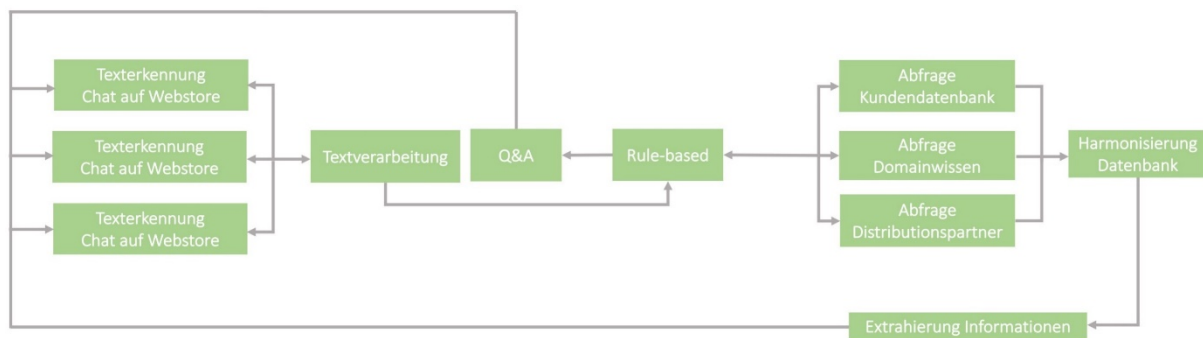 Texterkennung
Chat auf Webstore
Texterkennung
Chat auf Webstore
Texterkennung
Chat auf Webstore
Textverarbeitung
Q&A
Rule-based
Abfrage
Kundendatenbank
Abfrage
Domainwissen
Abfrage
Distributionspartner
Harmonisierung
Datenbank
Extrahierung Informationen